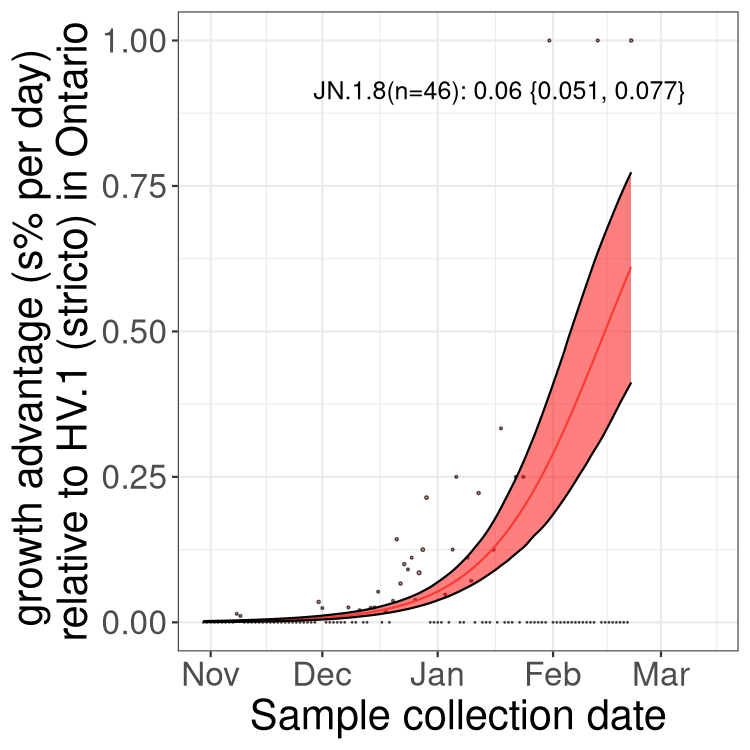 growth advantage (s% per day)
relative to HV.1 (stricto) in Ontario
1.00
0.75
0.50
0.25
0.00
JN.1.8(n=46): 0.06 {0.051, 0.077}
Nov
Dec
Jan
Feb
Mar
Sample collection date